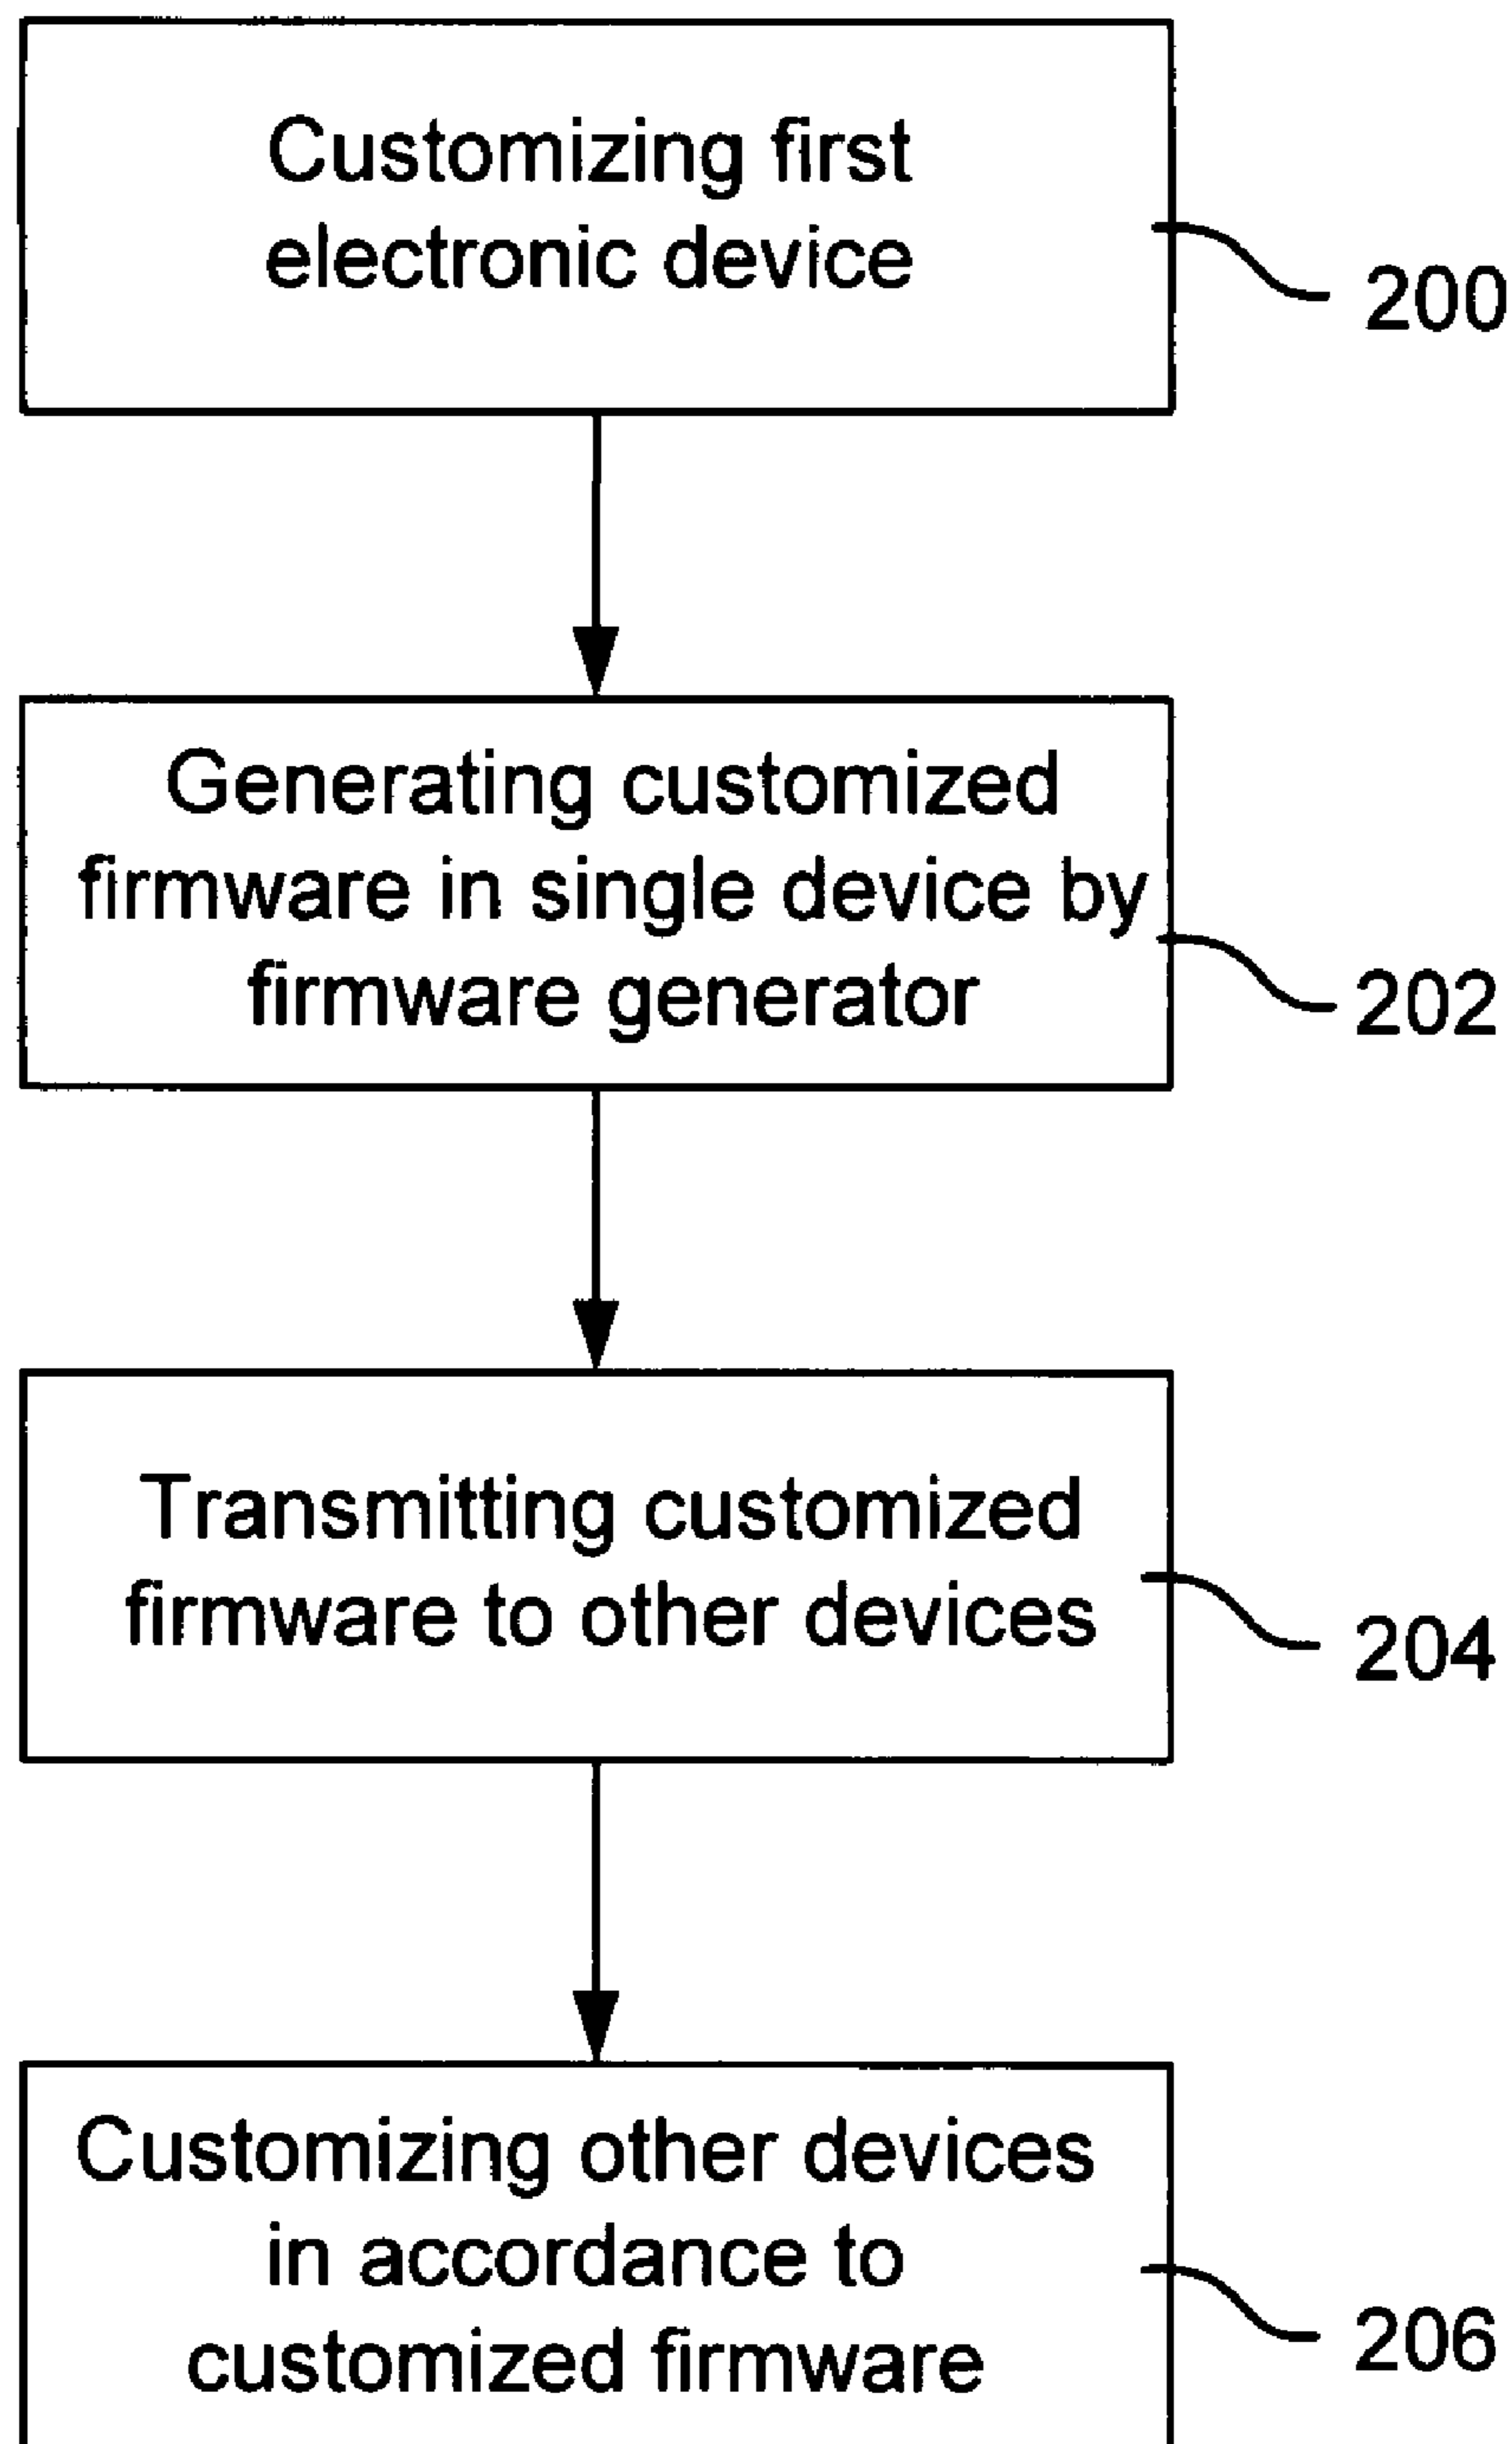 Customizing first
electronic device
200
Generating customized
firmware in single device by
firmware generator
202
Transmitting customized
firmware to other devices
204
Customizing other devices
in accordance to
customized firmware
206